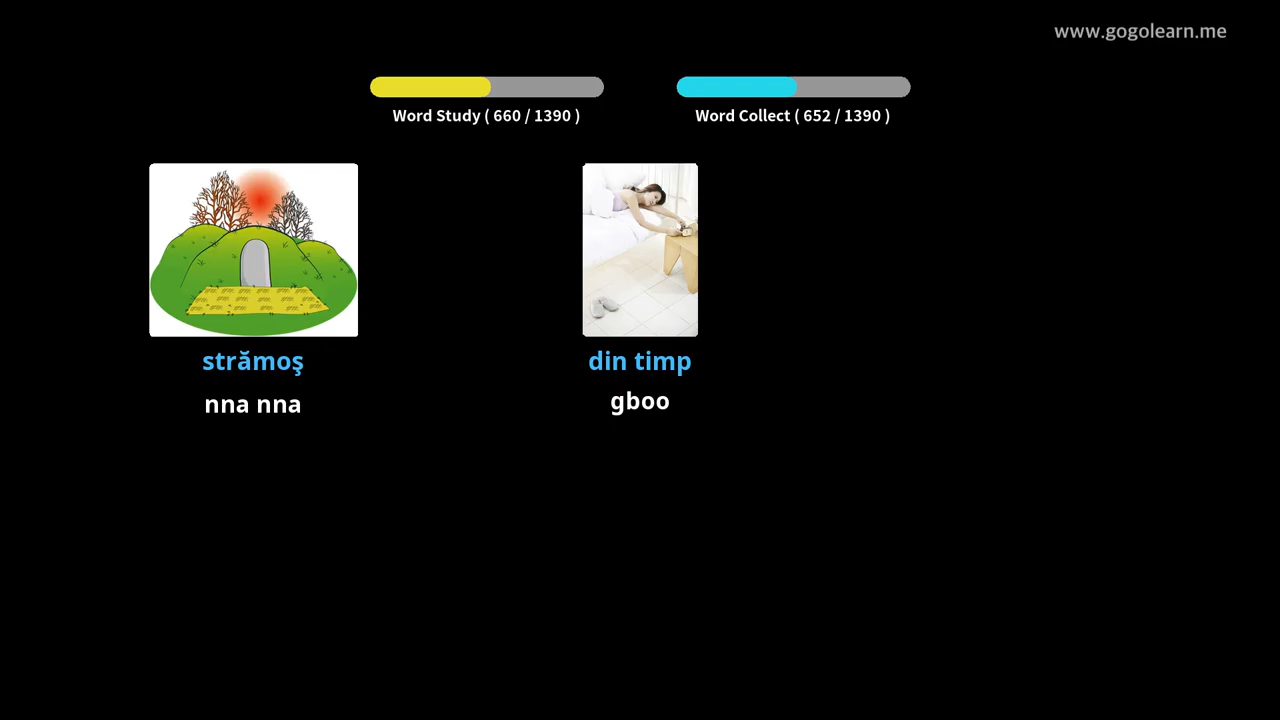 www.gogolearn.me
Word Study ( 660 / 1390 )
Word Collect ( 652 / 1390 )
strămoş
nna nna
din timp
gboo